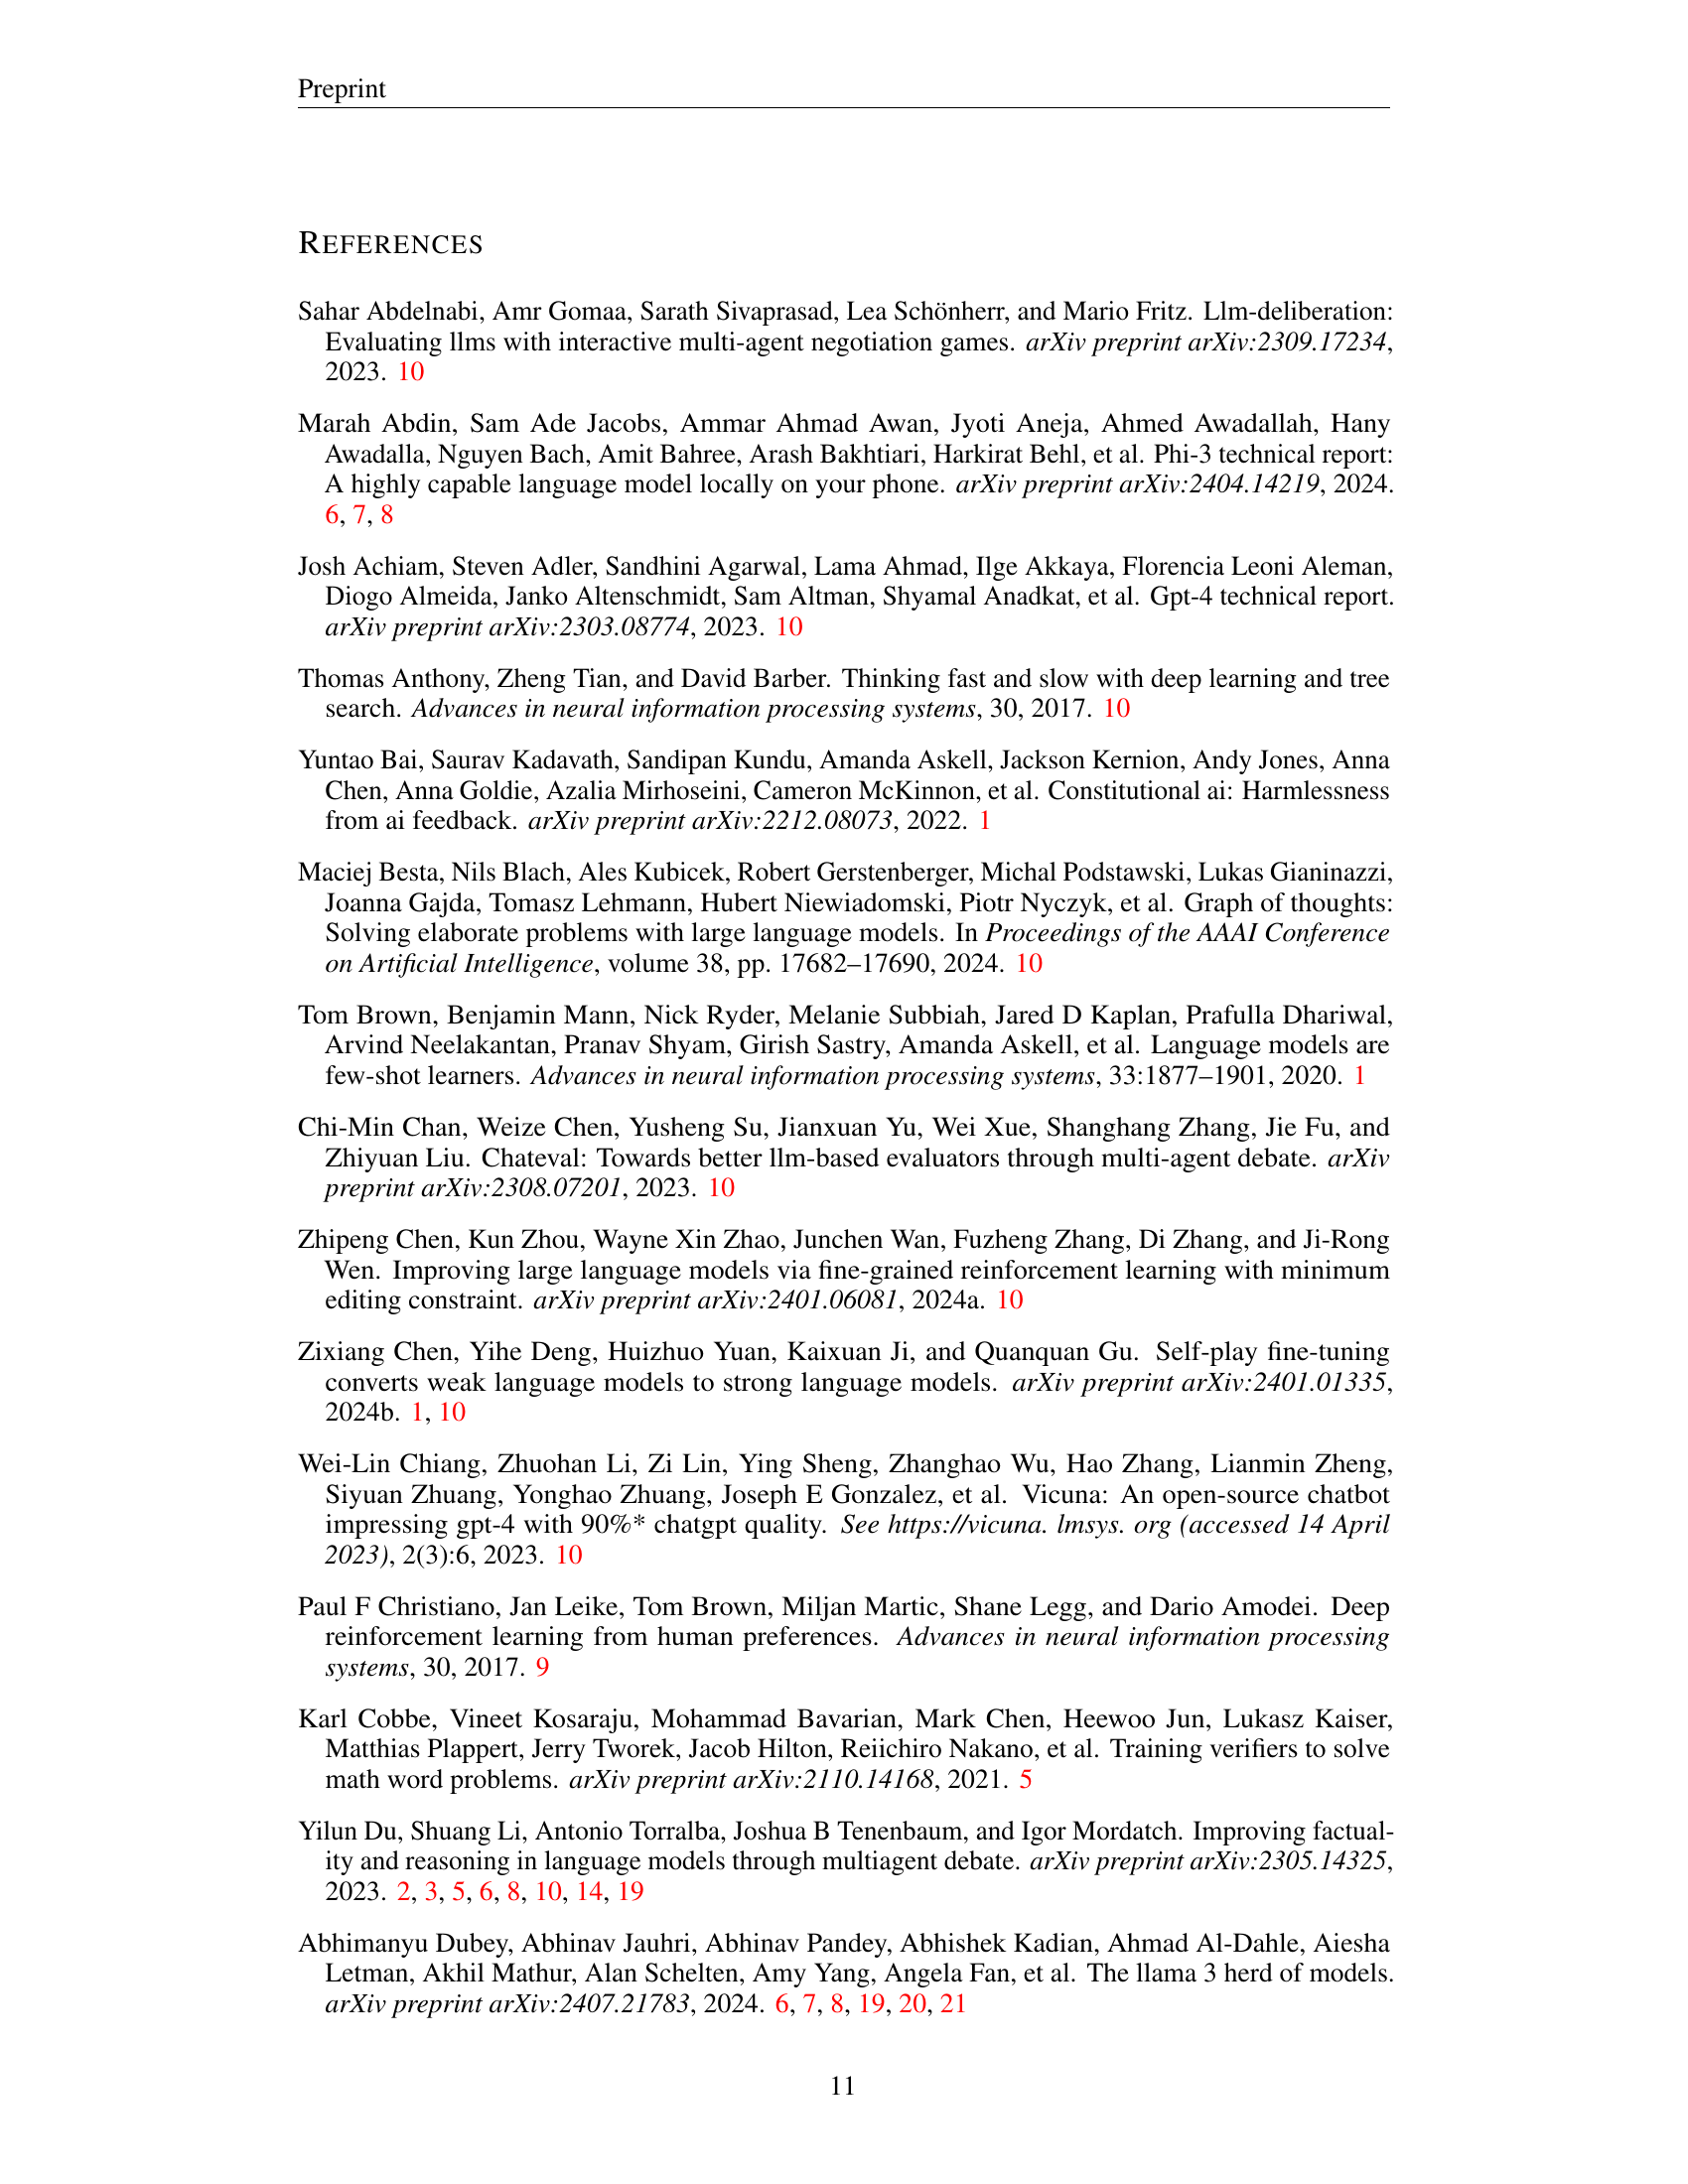 Preprint
REFERENCES
Sahar Abdelnabi, Amr Gomaa, Sarath Sivaprasad, Lea Schönherr, and Mario Fritz. Llm-deliberation:
Evaluating llms with interactive multi-agent negotiation games. arXiv preprint arXiv:2309.17234,
2023. 10
Marah Abdin, Sam Ade Jacobs, Ammar Ahmad Awan, Jyoti Aneja, Ahmed Awadallah, Hany
Awadalla, Nguyen Bach, Amit Bahree, Arash Bakhtiari, Harkirat Behl, et al. Phi-3 technical report:
A highly capable language model locally on your phone. arXiv preprint arXiv:2404.14219, 2024.
6, 7, 8
Josh Achiam, Steven Adler, Sandhini Agarwal, Lama Ahmad, Ilge Akkaya, Florencia Leoni Aleman,
Diogo Almeida, Janko Altenschmidt, Sam Altman, Shyamal Anadkat, et al. Gpt-4 technical report.
arXiv preprint arXiv:2303.08774, 2023. 10
Thomas Anthony, Zheng Tian, and David Barber. Thinking fast and slow with deep learning and tree
search. Advances in neural information processing systems, 30, 2017. 10
Yuntao Bai, Saurav Kadavath, Sandipan Kundu, Amanda Askell, Jackson Kernion, Andy Jones, Anna
Chen, Anna Goldie, Azalia Mirhoseini, Cameron McKinnon, et al. Constitutional ai: Harmlessness
from ai feedback. arXiv preprint arXiv:2212.08073, 2022. 1
Maciej Besta, Nils Blach, Ales Kubicek, Robert Gerstenberger, Michal Podstawski, Lukas Gianinazzi,
Joanna Gajda, Tomasz Lehmann, Hubert Niewiadomski, Piotr Nyczyk, et al. Graph of thoughts:
Solving elaborate problems with large language models. In Proceedings of the AAAI Conference
on Artificial Intelligence, volume 38, pp. 17682–17690, 2024. 10
Tom Brown, Benjamin Mann, Nick Ryder, Melanie Subbiah, Jared D Kaplan, Prafulla Dhariwal,
Arvind Neelakantan, Pranav Shyam, Girish Sastry, Amanda Askell, et al. Language models are
few-shot learners. Advances in neural information processing systems, 33:1877–1901, 2020. 1
Chi-Min Chan, Weize Chen, Yusheng Su, Jianxuan Yu, Wei Xue, Shanghang Zhang, Jie Fu, and
Zhiyuan Liu. Chateval: Towards better llm-based evaluators through multi-agent debate. arXiv
preprint arXiv:2308.07201, 2023. 10
Zhipeng Chen, Kun Zhou, Wayne Xin Zhao, Junchen Wan, Fuzheng Zhang, Di Zhang, and Ji-Rong
Wen. Improving large language models via fine-grained reinforcement learning with minimum
editing constraint. arXiv preprint arXiv:2401.06081, 2024a. 10
Zixiang Chen, Yihe Deng, Huizhuo Yuan, Kaixuan Ji, and Quanquan Gu. Self-play fine-tuning
converts weak language models to strong language models. arXiv preprint arXiv:2401.01335,
2024b. 1, 10
Wei-Lin Chiang, Zhuohan Li, Zi Lin, Ying Sheng, Zhanghao Wu, Hao Zhang, Lianmin Zheng,
Siyuan Zhuang, Yonghao Zhuang, Joseph E Gonzalez, et al. Vicuna: An open-source chatbot
impressing gpt-4 with 90%* chatgpt quality. See https://vicuna. lmsys. org (accessed 14 April
2023), 2(3):6, 2023. 10
Paul F Christiano, Jan Leike, Tom Brown, Miljan Martic, Shane Legg, and Dario Amodei. Deep
reinforcement learning from human preferences. Advances in neural information processing
systems, 30, 2017. 9
Karl Cobbe, Vineet Kosaraju, Mohammad Bavarian, Mark Chen, Heewoo Jun, Lukasz Kaiser,
Matthias Plappert, Jerry Tworek, Jacob Hilton, Reiichiro Nakano, et al. Training verifiers to solve
math word problems. arXiv preprint arXiv:2110.14168, 2021. 5
Yilun Du, Shuang Li, Antonio Torralba, Joshua B Tenenbaum, and Igor Mordatch. Improving factual-
ity and reasoning in language models through multiagent debate. arXiv preprint arXiv:2305.14325,
2023. 2, 3, 5, 6, 8, 10, 14, 19
Abhimanyu Dubey, Abhinav Jauhri, Abhinav Pandey, Abhishek Kadian, Ahmad Al-Dahle, Aiesha
Letman, Akhil Mathur, Alan Schelten, Amy Yang, Angela Fan, et al. The llama 3 herd of models.
arXiv preprint arXiv:2407.21783, 2024. 6, 7, 8, 19, 20, 21
11